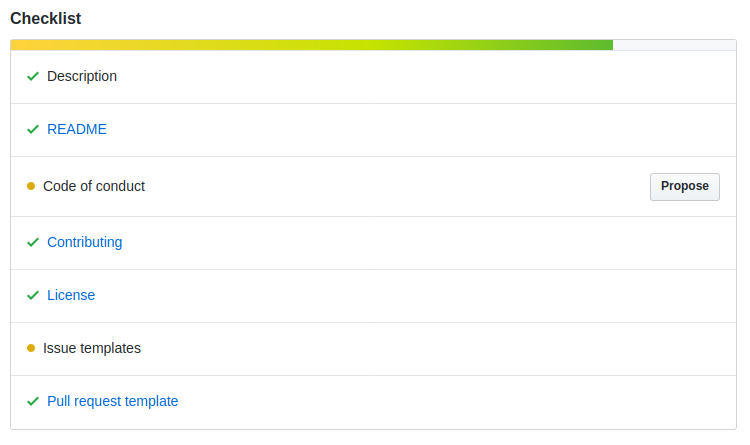 Checklist
Description
README
Code of conduct
Propose
Contributing
License
Issue templates
Pull request template